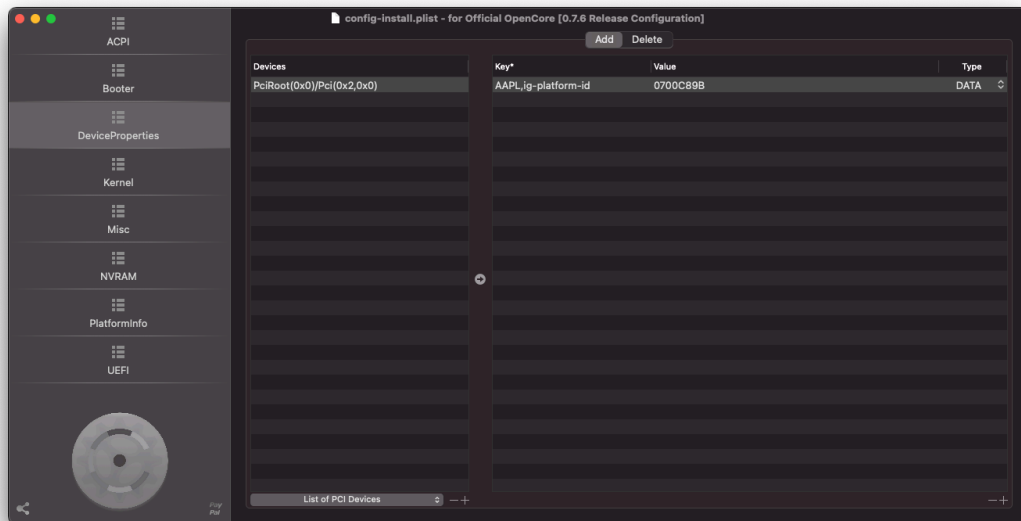 config-install.plist - for Official OpenCore [0.7.6 Release Configuration]
ACPI
Booter
DeviceProperties
Kernel
Misc
NVRAM
PlatformInfo
UEFI
Pay
Pal
Add Delete
Devices Key* Value Type
PciRoot(0x0)/Pci(0x2,0x0) AAPL,ig-platform-id 0700C89B DATA
List of PCI Devices